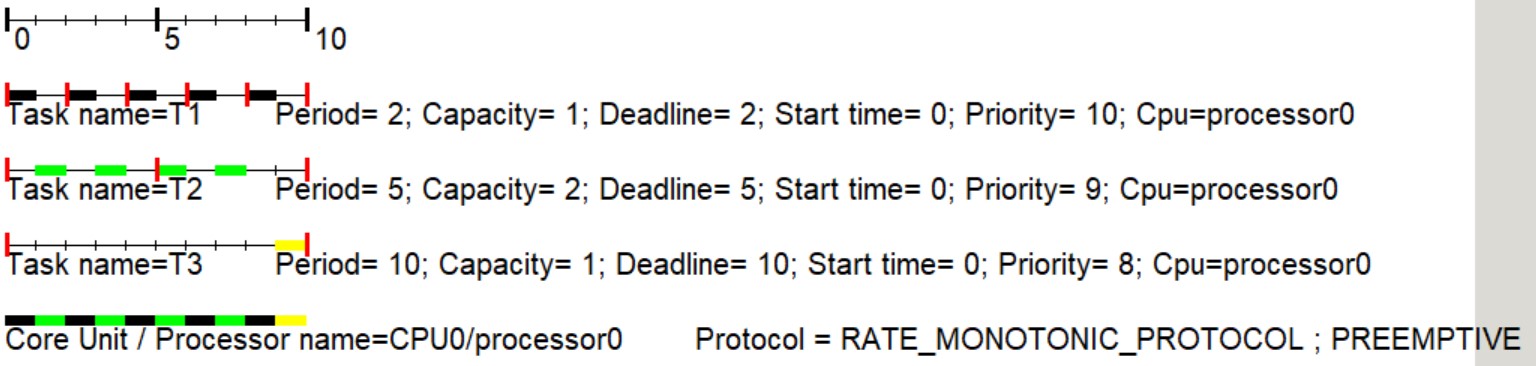 0 5 10
Task name=T1 Period= 2; Capacity= 1; Deadline= 2; Start time= 0; Priority= 10; Cpu=processor0
Task name=T2 Period= 5; Capacity= 2; Deadline= 5; Start time= 0; Priority= 9; Cpu=processor0
Task name=T3 Period= 10; Capacity= 1; Deadline= 10; Start time= 0; Priority= 8; Cpu=processor0
Core Unit / Processor name=CPU0/processor0 Protocol = RATE_MONOTONIC_PROTOCOL ; PREEMPTIVE